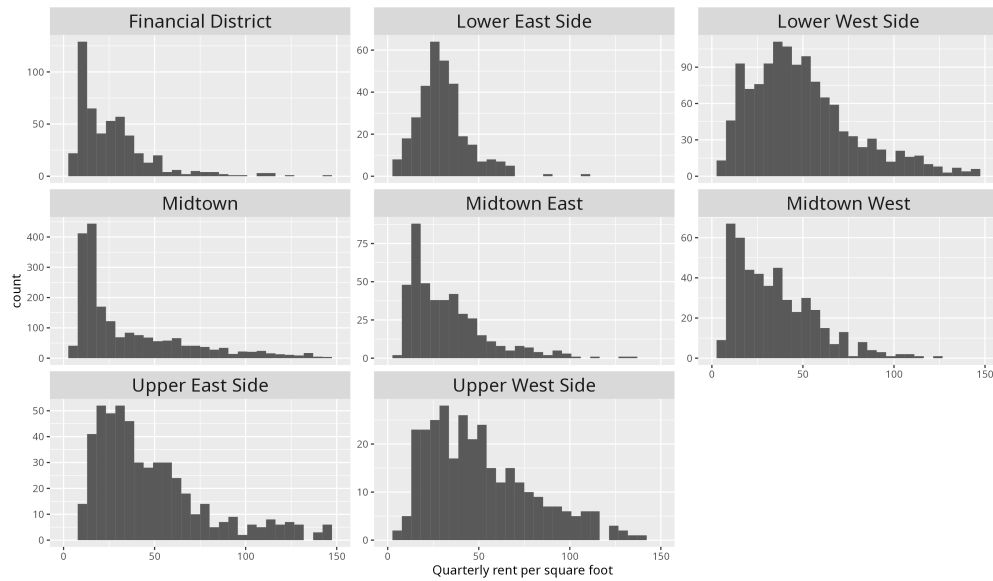 Financial District
Lower East Side
Lower West Side
100
50
0
60
40
20
0
90
60
30
0
Midtown
Midtown East
Midtown West
count
400
300
200
100
0
75
50
25
0
60
40
20
0
0 50 100 150
Upper East Side
Upper West Side
50
40
30
20
10
0
20
10
0
0 50 100 150
0 50 100 150
Quarterly rent per square foot